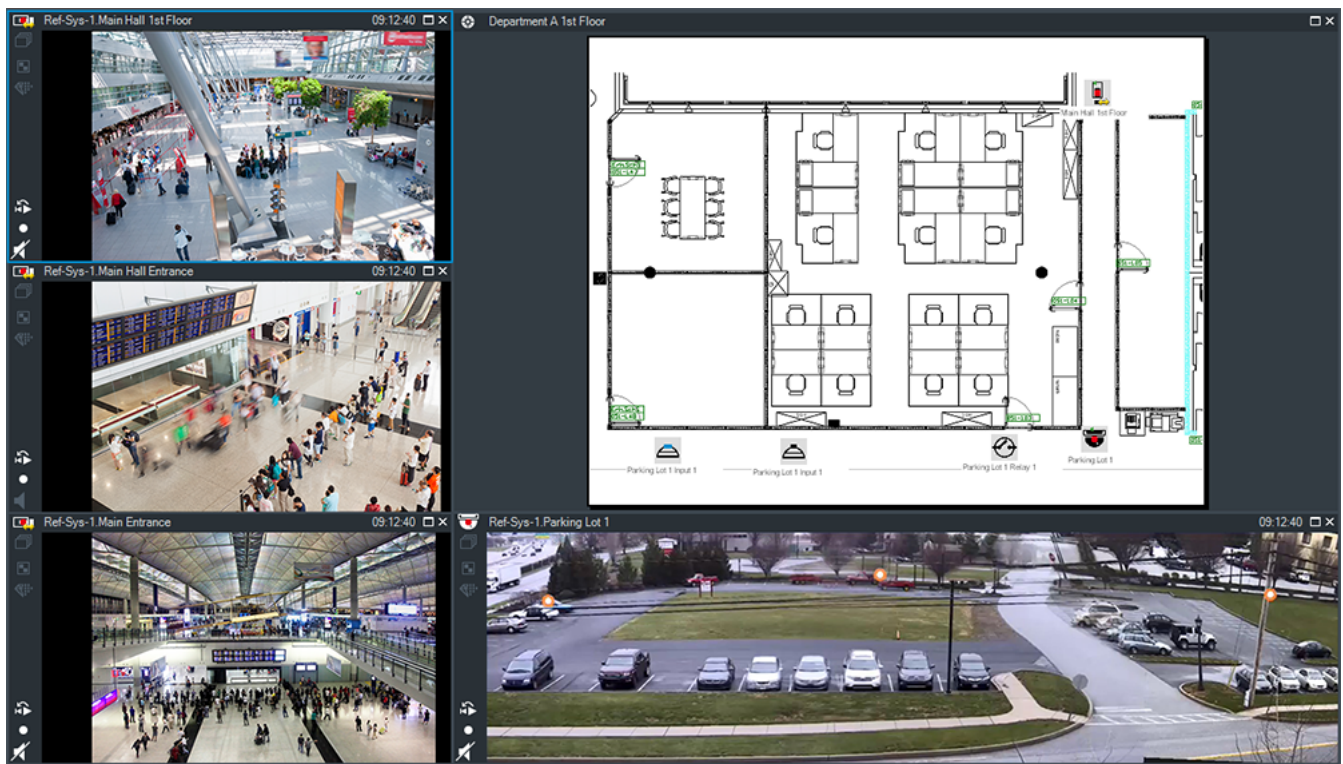 Ref-Sys-1.Main Hall 1st Floor 09:12:40
Department A 1st Floor
Main Hall 1st Floor
Parking Lot 1 Input 1
Parking Lot 1 Input 1
Parking Lot 1 Relay 1
Parking Lot 1
Ref-Sys-1.Main Hall Entrance 09:12:40
Ref-Sys-1.Main Entrance 09:12:40
Ref-Sys-1.Parking Lot 1 09:12:40